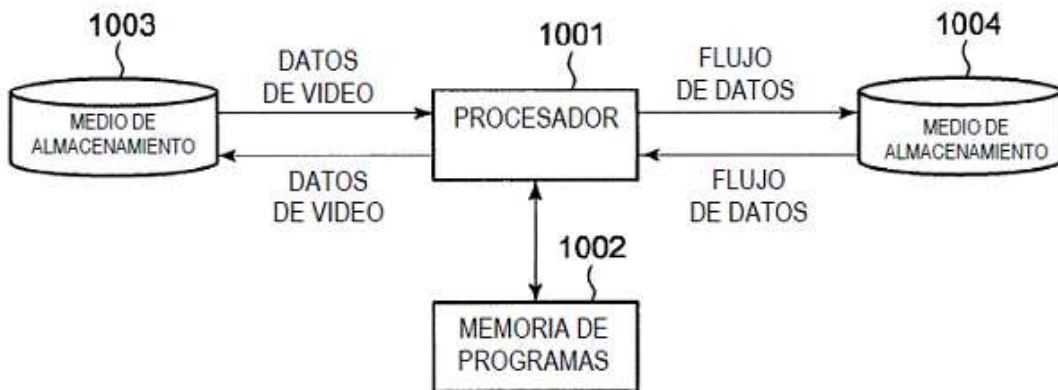 1003
1001
1004
DATOS
DE VIDEO
FLUJO
DE DATOS
MEDIO DE
ALMACENAMIENTO
PROCESADOR
MEDIO DE
ALMACENAMIENTO
DATOS
DE VIDEO
FLUJO
DE DATOS
1002
MEMORIA DE
PROGRAMAS